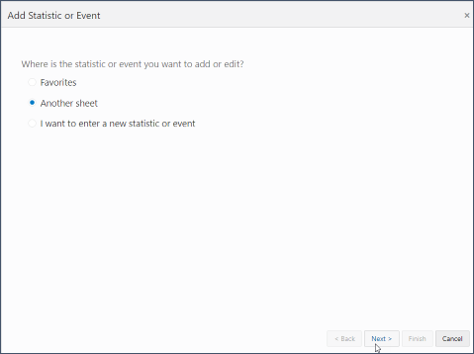 Add Statistic or Event ×
Where is the statistic or event you want to add or edit?
Favorites
Another sheet
I want to enter a new statistic or event
< Back Next > Finish Cancel